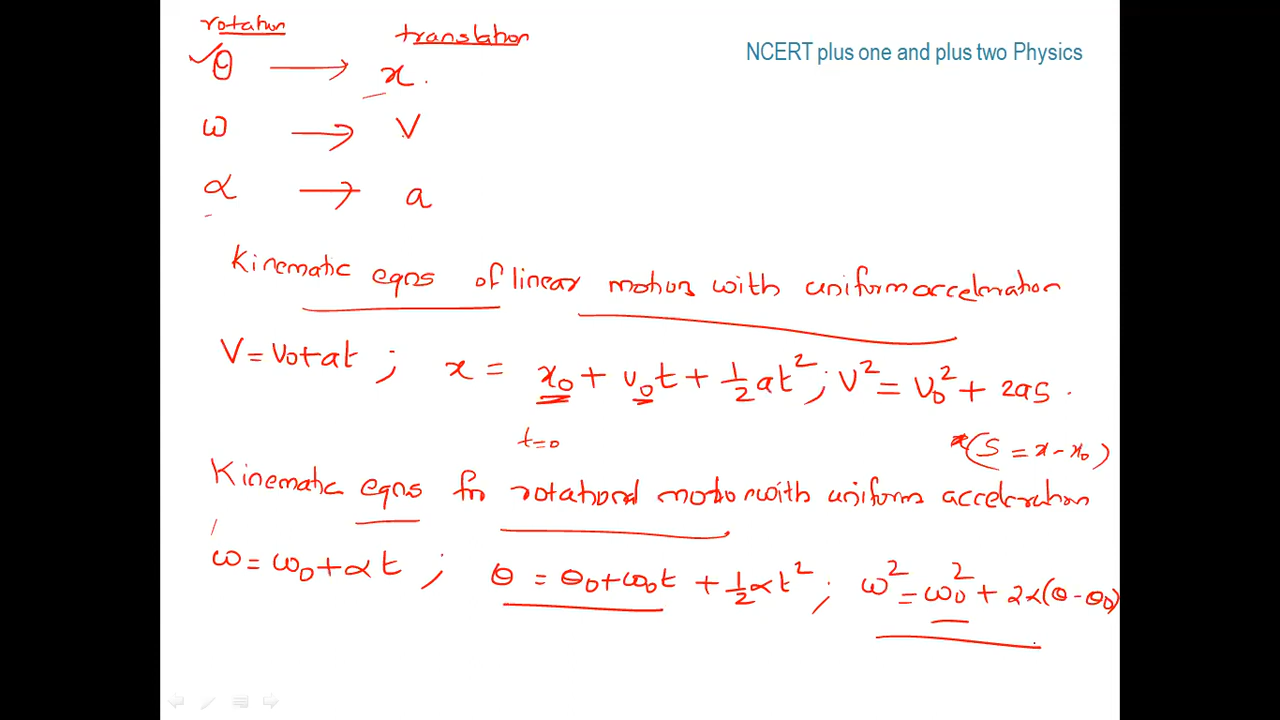 rotation translation
NCERT plus one and plus two Physics
θ → x.
ω → V
α → a
Kinematic eqns of linear motion with uniform acceleration
V = v₀+at ; x = x₀ + v₀t + ½at² ; V² = v₀² + 2as.
t=0
(S = x - x₀)
Kinematic eqns for rotational motion with uniform acceleration
ω = ω₀+αt ; θ = θ₀+ω₀t + ½αt² ; ω² = ω₀² + 2α(θ - θ₀)